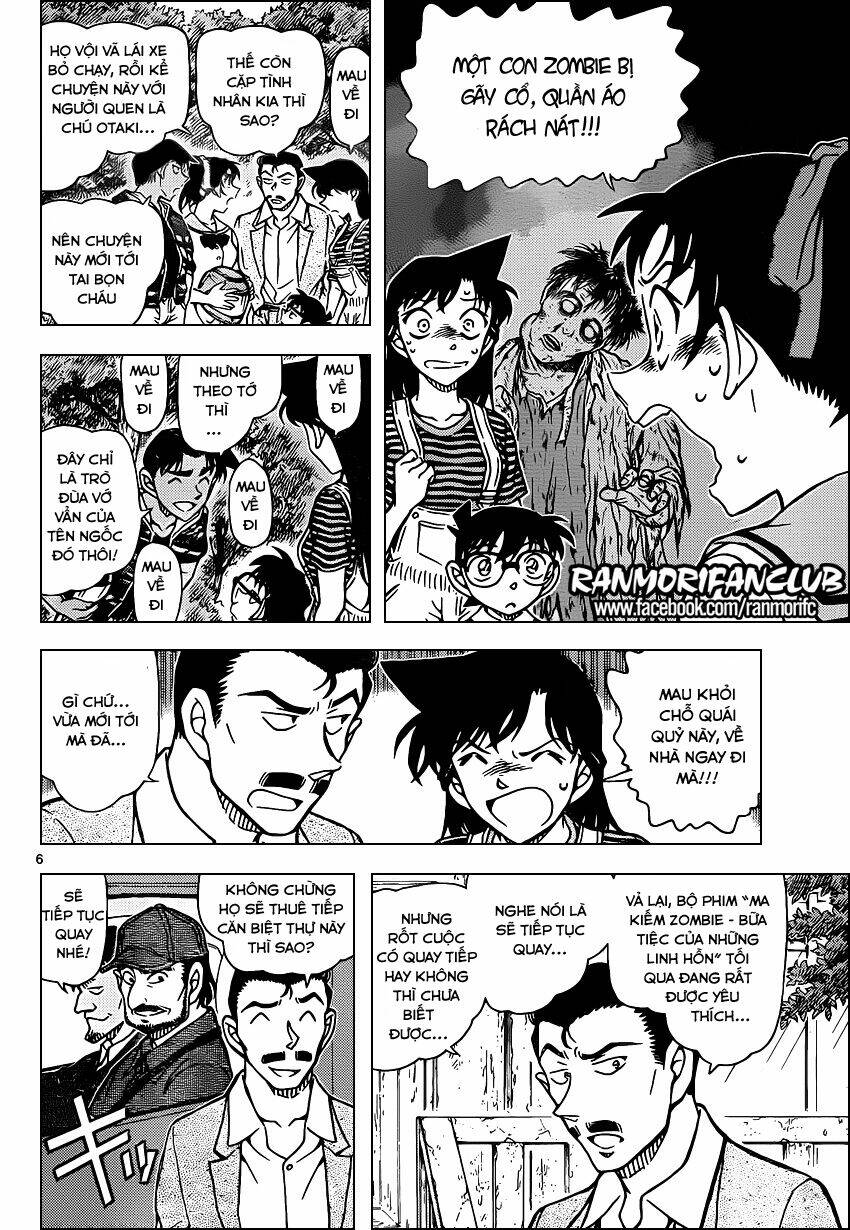 HỌ VỘI VÃ LÁI XE
BỎ CHẠY, RỒI KỂ
CHUYỆN NÀY VỚI
NGƯỜI QUEN LÀ
CHÚ OTAKI...
THẾ CÒN
CẶP TÌNH
NHÂN KIA THÌ
SAO?
MAU
VỀ
ĐI
NÊN CHUYỆN
NÀY MỚI TỚI
TAI BỌN
CHÁU
MỘT CON ZOMBIE BỊ
GÃY CỔ, QUẦN ÁO
RÁCH NÁT!!!
MAU
VỀ
ĐI
NHƯNG
THEO TỚ
THÌ
...
MAU
VỀ
ĐI
ĐÂY CHỈ
LÀ TRÒ
ĐÙA VỚ
VẨN CỦA
TÊN NGỐC
ĐÓ THÔI!
MAU
VỀ
ĐI
MAU
VỀ
ĐI
RANMORIFANCLUB
www.facebook.com/ranmorifc
GÌ CHỨ...
VỪA MỚI TỚI
MÀ ĐÃ...
MAU KHỎI
CHỖ QUÁI
QUỶ NÀY, VỀ
NHÀ NGAY ĐI
MÀ!!!
6
SẼ
TIẾP TỤC
QUAY NHÉ!
KHÔNG CHỪNG
HỌ SẼ THUÊ TIẾP
CĂN BIỆT THỰ NÀY
THÌ SAO?
キッ
NHƯNG
RỐT CUỘC
CÓ QUAY TIẾP
HAY KHÔNG
THÌ CHƯA
BIẾT
ĐƯỢC...
NGHE NÓI LÀ
SẼ TIẾP TỤC
QUAY...
VẢ LẠI, BỘ PHIM "MA
KIẾM ZOMBIE - BỮA
TIỆC CỦA NHỮNG
LINH HỒN" TỐI
QUA ĐANG RẤT
ĐƯỢC YÊU
THÍCH...